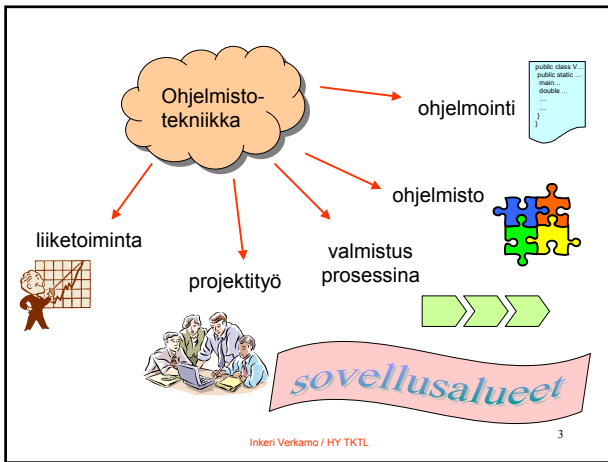 Ohjelmisto-
tekniikka
ohjelmointi
public class V...
public static ...
main...
double ...
...
...
}
}
ohjelmisto
liiketoiminta
projektityö
valmistus
prosessina
sovellusalueet
Inkeri Verkamo / HY TKTL
3